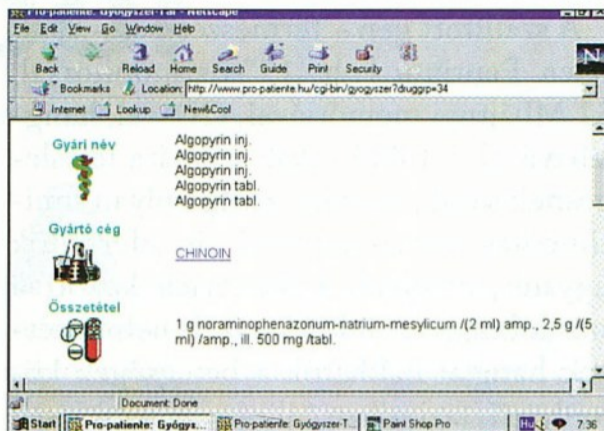 Pro-patiente: Gyógyszer-Tár - Netscape
File Edit View Go Window Help
Back Reload Home Search Guide Print Security
N
Bookmarks Location: http://www.pro-patiente.hu/cgi-bin/gyogyszer?druggrp=34
Internet Lookup New&Cool
Gyári név
Algopyrin inj.
Algopyrin inj.
Algopyrin inj.
Algopyrin tabl.
Algopyrin tabl.
Gyártó cég
CHINOIN
Összetétel
1 g noraminophenazonum-natrium-mesylicum /(2 ml) amp., 2,5 g /(5
ml) /amp., ill. 500 mg /tabl.
Document: Done
Start Pro-patiente: Gyógys... Pro-patiente: Gyógyszer-T... Paint Shop Pro Hu 7:36